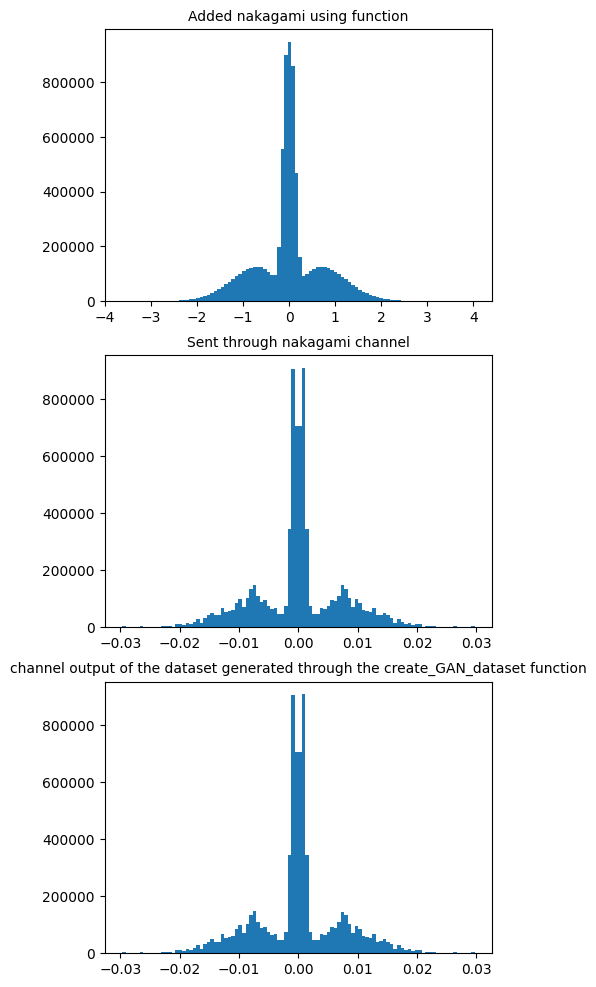 Added nakagami using function
800000
600000
400000
200000
0
−4 −3 −2 −1 0 1 2 3 4
Sent through nakagami channel
800000
600000
400000
200000
0
−0.03 −0.02 −0.01 0.00 0.01 0.02 0.03
channel output of the dataset generated through the create_GAN_dataset function
800000
600000
400000
200000
0
−0.03 −0.02 −0.01 0.00 0.01 0.02 0.03